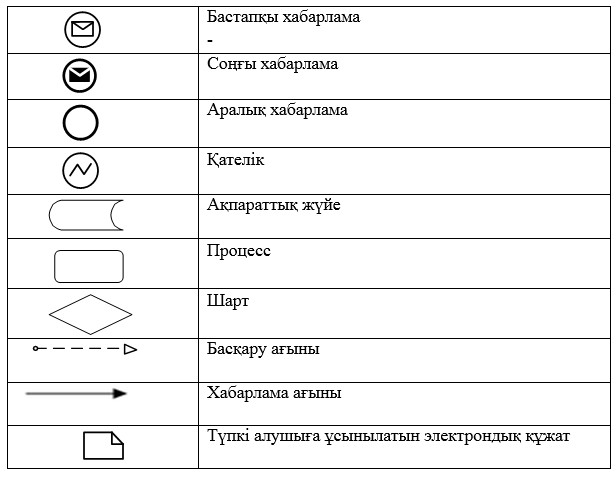 Бастапқы хабарлама
-
Соңғы хабарлама
Аралық хабарлама
Қателік
Ақпараттық жүйе
Процесс
Шарт
Басқару ағыны
Хабарлама ағыны
Түпкі алушыға ұсынылатын электрондық құжат